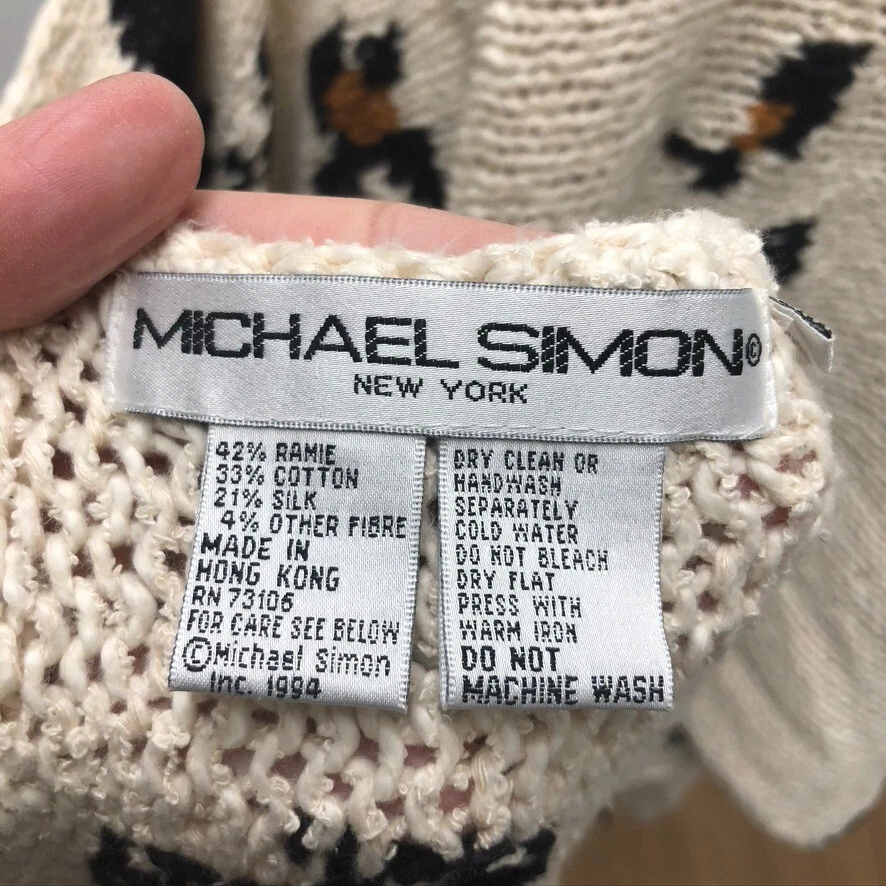 MICHAEL SIMON©
NEW YORK
42% RAMIE
33% COTTON
21% SILK
4% OTHER FIBRE
MADE IN
HONG KONG
RN 73106
FOR CARE SEE BELOW
©Michael Simon
Inc. 1994
DRY CLEAN OR
HANDWASH
SEPARATELY
COLD WATER
DO NOT BLEACH
DRY FLAT
PRESS WITH
WARM IRON
DO NOT
MACHINE WASH